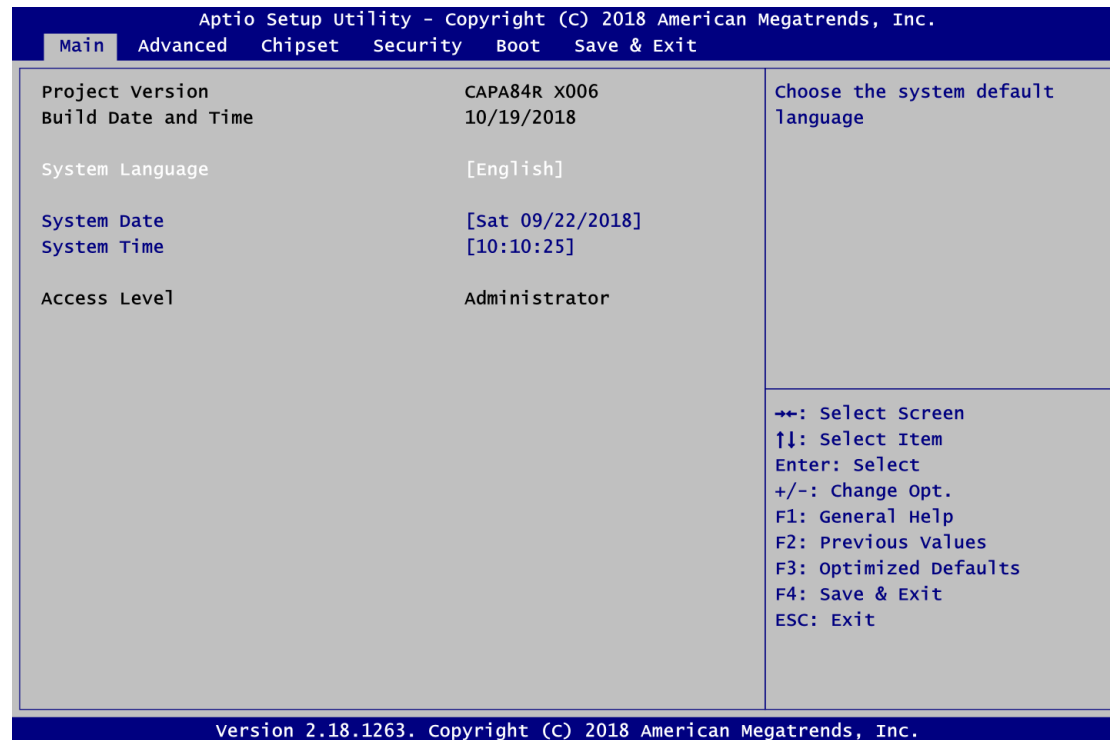 Aptio Setup Utility – Copyright (C) 2018 American Megatrends, Inc.
Main Advanced Chipset Security Boot Save & Exit
Project Version CAPA84R X006
Build Date and Time 10/19/2018
System Language [English]
System Date [Sat 09/22/2018]
System Time [10:10:25]
Access Level Administrator
Choose the system default
language
→←: Select Screen
↑↓: Select Item
Enter: Select
+/-: Change Opt.
F1: General Help
F2: Previous Values
F3: Optimized Defaults
F4: Save & Exit
ESC: Exit
Version 2.18.1263. Copyright (C) 2018 American Megatrends, Inc.